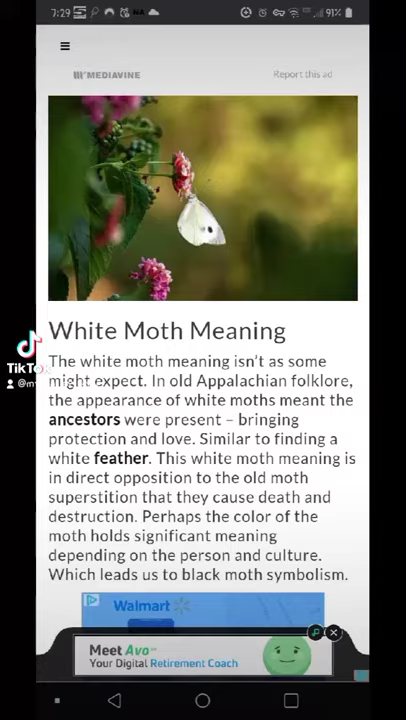 7:29
91%
MEDIAVINE
Report this ad
White Moth Meaning
The white moth meaning isn't as some
might expect. In old Appalachian folklore,
the appearance of white moths meant the
ancestors were present – bringing
protection and love. Similar to finding a
white feather. This white moth meaning is
in direct opposition to the old moth
superstition that they cause death and
destruction. Perhaps the color of the
moth holds significant meaning
depending on the person and culture.
Which leads us to black moth symbolism.
TikTok
Walmart
Meet Ava
Your Digital Retirement Coach